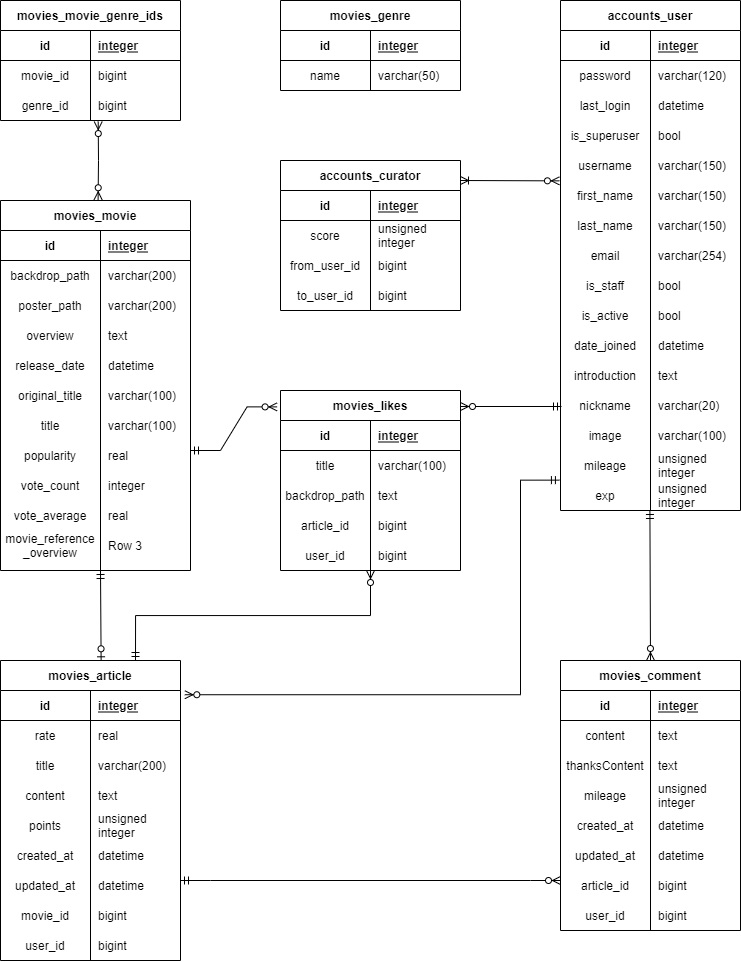 movies_movie_genre_ids
id integer
movie_id bigint
genre_id bigint
movies_genre
id integer
name varchar(50)
accounts_user
id integer
password varchar(120)
last_login datetime
is_superuser bool
username varchar(150)
first_name varchar(150)
last_name varchar(150)
email varchar(254)
is_staff bool
is_active bool
date_joined datetime
introduction text
nickname varchar(20)
image varchar(100)
mileage unsigned
integer
exp unsigned
integer
accounts_curator
id integer
score unsigned
integer
from_user_id bigint
to_user_id bigint
movies_movie
id integer
backdrop_path varchar(200)
poster_path varchar(200)
overview text
release_date datetime
original_title varchar(100)
title varchar(100)
popularity real
vote_count integer
vote_average real
movie_reference
_overview Row 3
movies_likes
id integer
title varchar(100)
backdrop_path text
article_id bigint
user_id bigint
movies_article
id integer
rate real
title varchar(200)
content text
points unsigned
integer
created_at datetime
updated_at datetime
movie_id bigint
user_id bigint
movies_comment
id integer
content text
thanksContent text
mileage unsigned
integer
created_at datetime
updated_at datetime
article_id bigint
user_id bigint